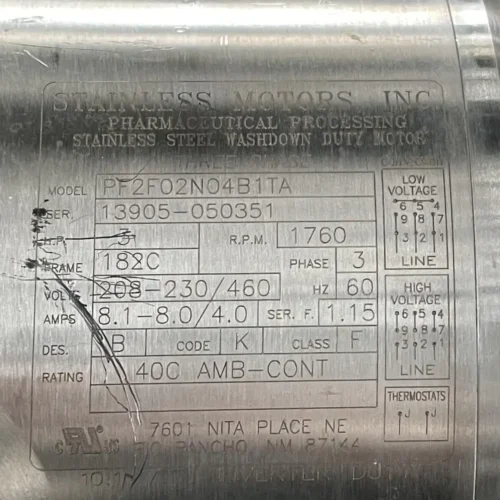 STAINLESS MOTORS, INC.
PHARMACEUTICAL PROCESSING
STAINLESS STEEL WASHDOWN DUTY MOTOR
MODEL PF2F02N04B1TA
SER. 13905-050351
H.P. R.P.M. 1760
FRAME 182C PHASE 3
VOLT 208-230/460 HZ 60
AMPS 8.1-8.0/4.0 SER. F. 1.15
DES. B CODE K CLASS F
RATING 40C AMB-CONT
7601 NITA PLACE NE
RIO RANCHO, NM 87144
DUTY
LOW
VOLTAGE
6 5 4
9 8 7
3 2 1
LINE
HIGH
VOLTAGE
6 5 4
9 8 7
3 2 1
LINE
THERMOSTATS
J J